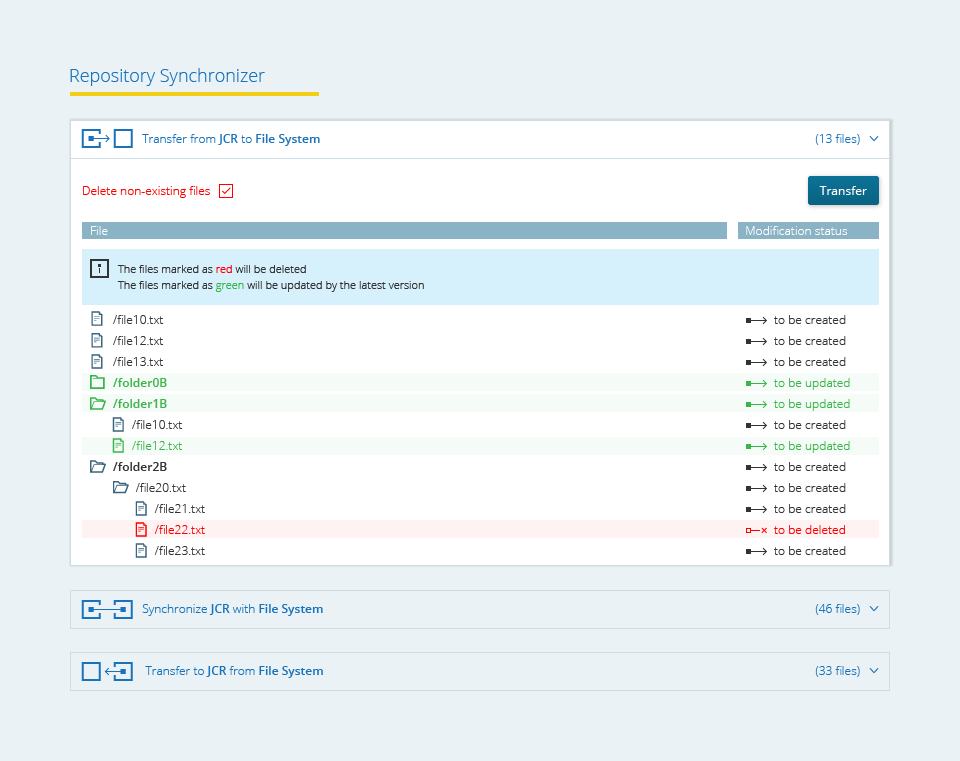 Repository Synchronizer
Transfer from JCR to File System (13 files)
Delete non-existing files Transfer
File Modification status
The files marked as red will be deleted
The files marked as green will be updated by the latest version
/file10.txt to be created
/file12.txt to be created
/file13.txt to be created
/folder0B to be updated
/folder1B to be updated
/file10.txt to be created
/file12.txt to be updated
/folder2B to be created
/file20.txt to be created
/file21.txt to be created
/file22.txt to be deleted
/file23.txt to be created
Synchronize JCR with File System (46 files)
Transfer to JCR from File System (33 files)